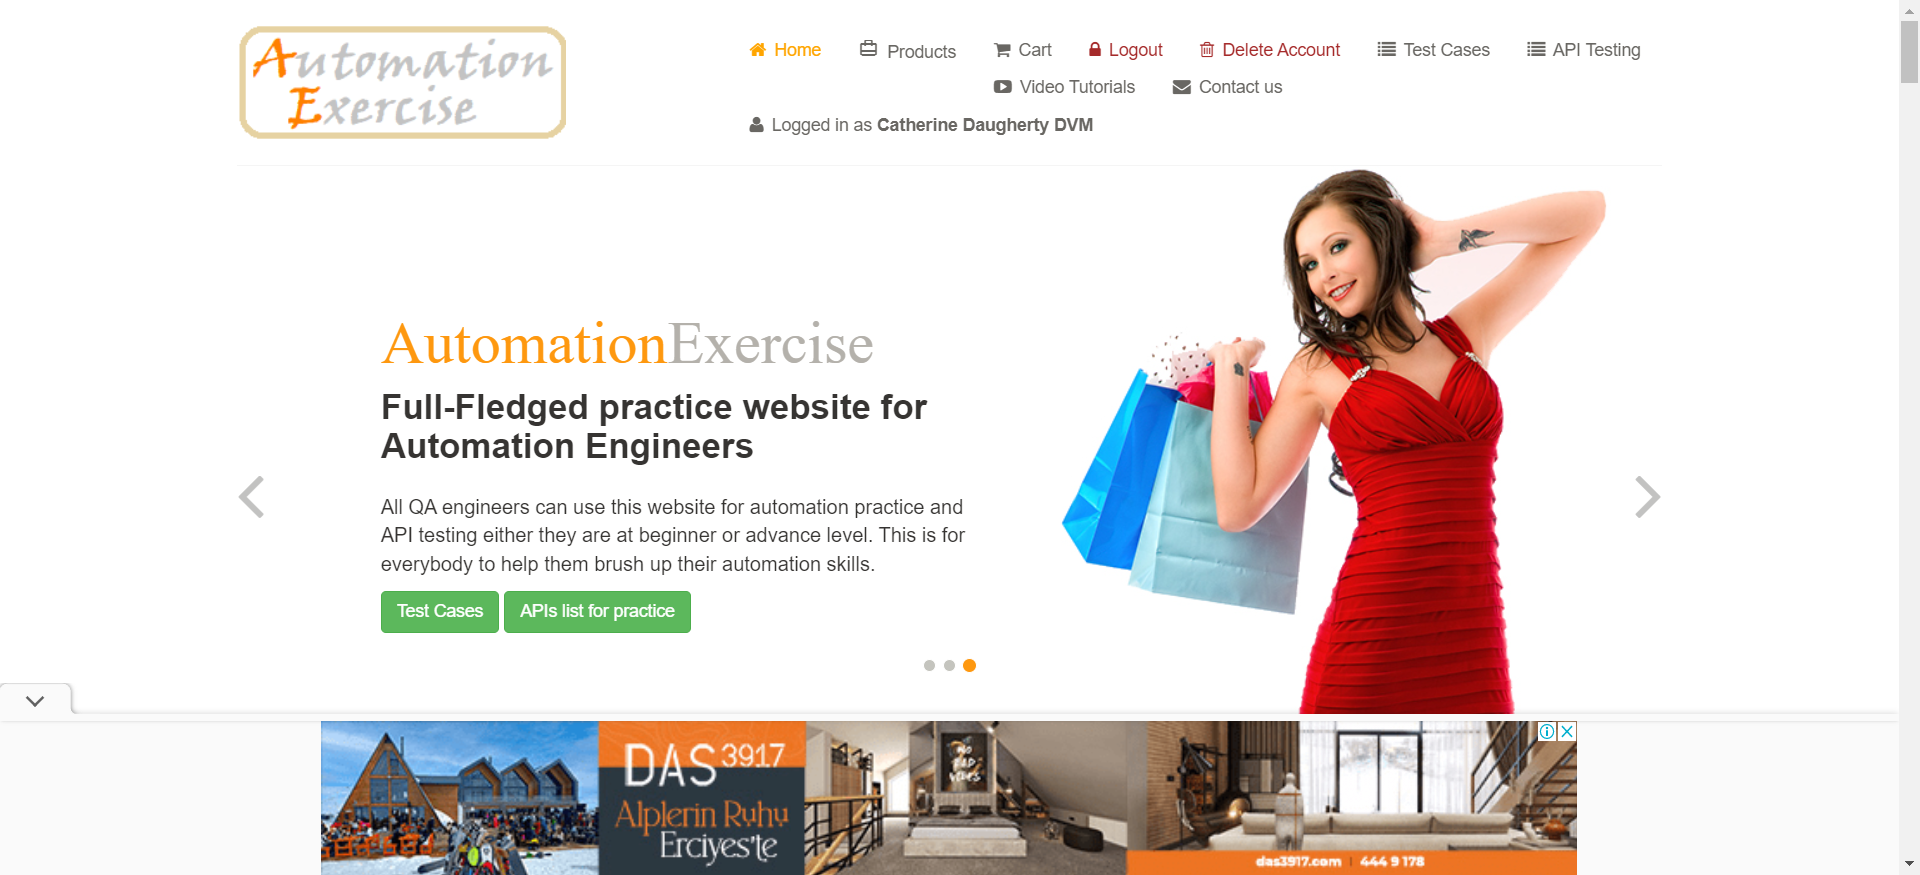 Automation
Exercise
Home
Products
Cart
Logout
Delete Account
Test Cases
API Testing
Video Tutorials
Contact us
Logged in as Catherine Daugherty DVM
AutomationExercise
Full-Fledged practice website for
Automation Engineers
All QA engineers can use this website for automation practice and
API testing either they are at beginner or advance level. This is for
everybody to help them brush up their automation skills.
Test Cases
APIs list for practice
DAS 3917
Alplerin Ruhu
Erciyes'te
NO
BAD
VIBES
das3917.com | 444 9 178